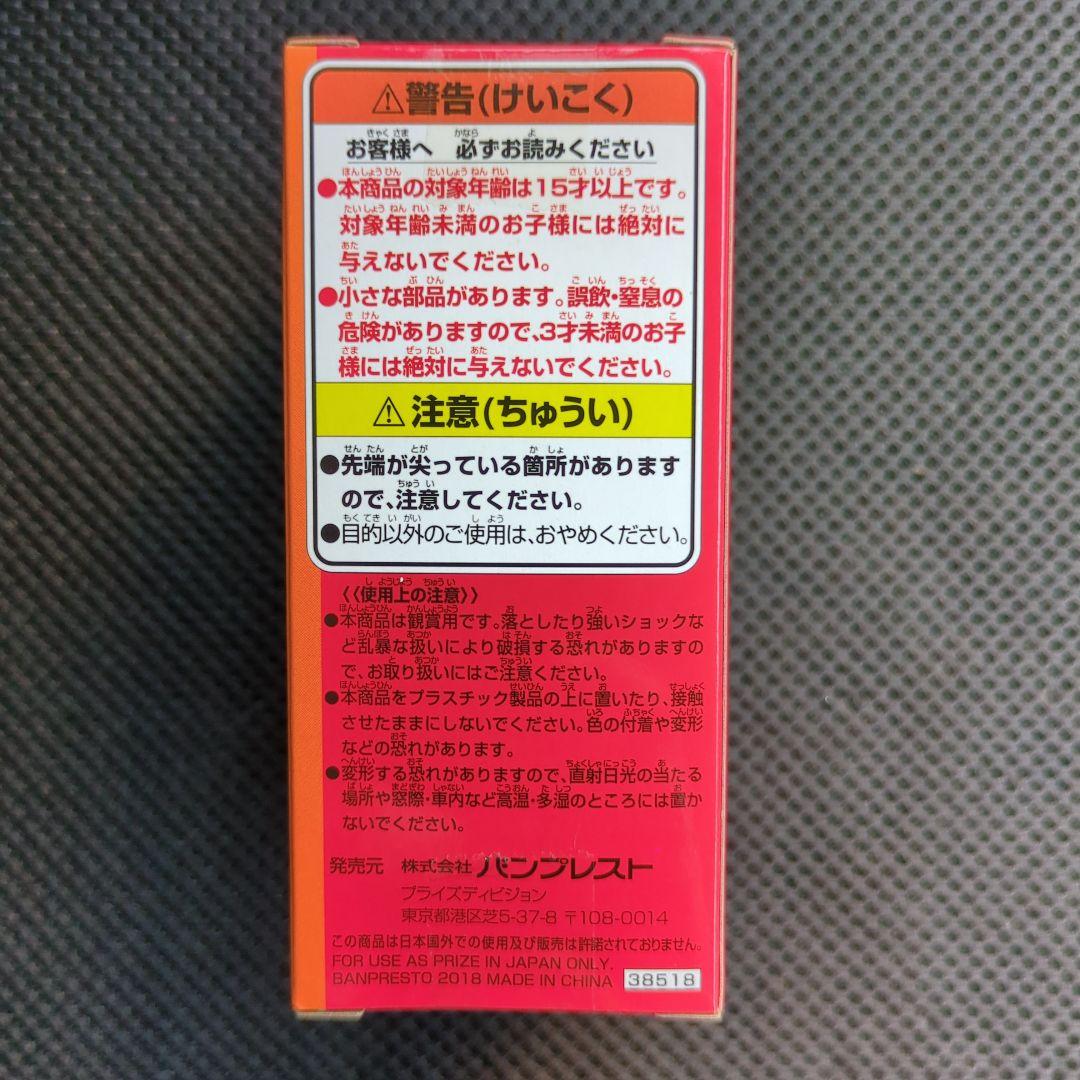 ⚠警告(けいこく)
お客様へ 必ずお読みください
●本商品の対象年齢は15才以上です。
対象年齢未満のお子様には絶対に
与えないでください。
●小さな部品があります。誤飲・窒息の
危険がありますので、3才未満のお子
様には絶対に与えないでください。
⚠注意(ちゅうい)
●先端が尖っている箇所があります
ので、注意してください。
●目的以外のご使用は、おやめください。
《使用上の注意》
●本商品は観賞用です。落としたり強いショックな
ど乱暴な扱いにより破損する恐れがありますの
で、お取り扱いにはご注意ください。
●本商品をプラスチック製品の上に置いたり、接触
させたままにしないでください。色の付着や変形
などの恐れがあります。
●変形する恐れがありますので、直射日光の当たる
場所や窓際・車内など高温・多湿のところには置か
ないでください。
発売元 株式会社 バンプレスト
プライズディビジョン
東京都港区芝5-37-8 〒108-0014
この商品は日本国外での使用及び販売は許諾されておりません。
FOR USE AS PRIZE IN JAPAN ONLY.
BANPRESTO 2018 MADE IN CHINA 38518